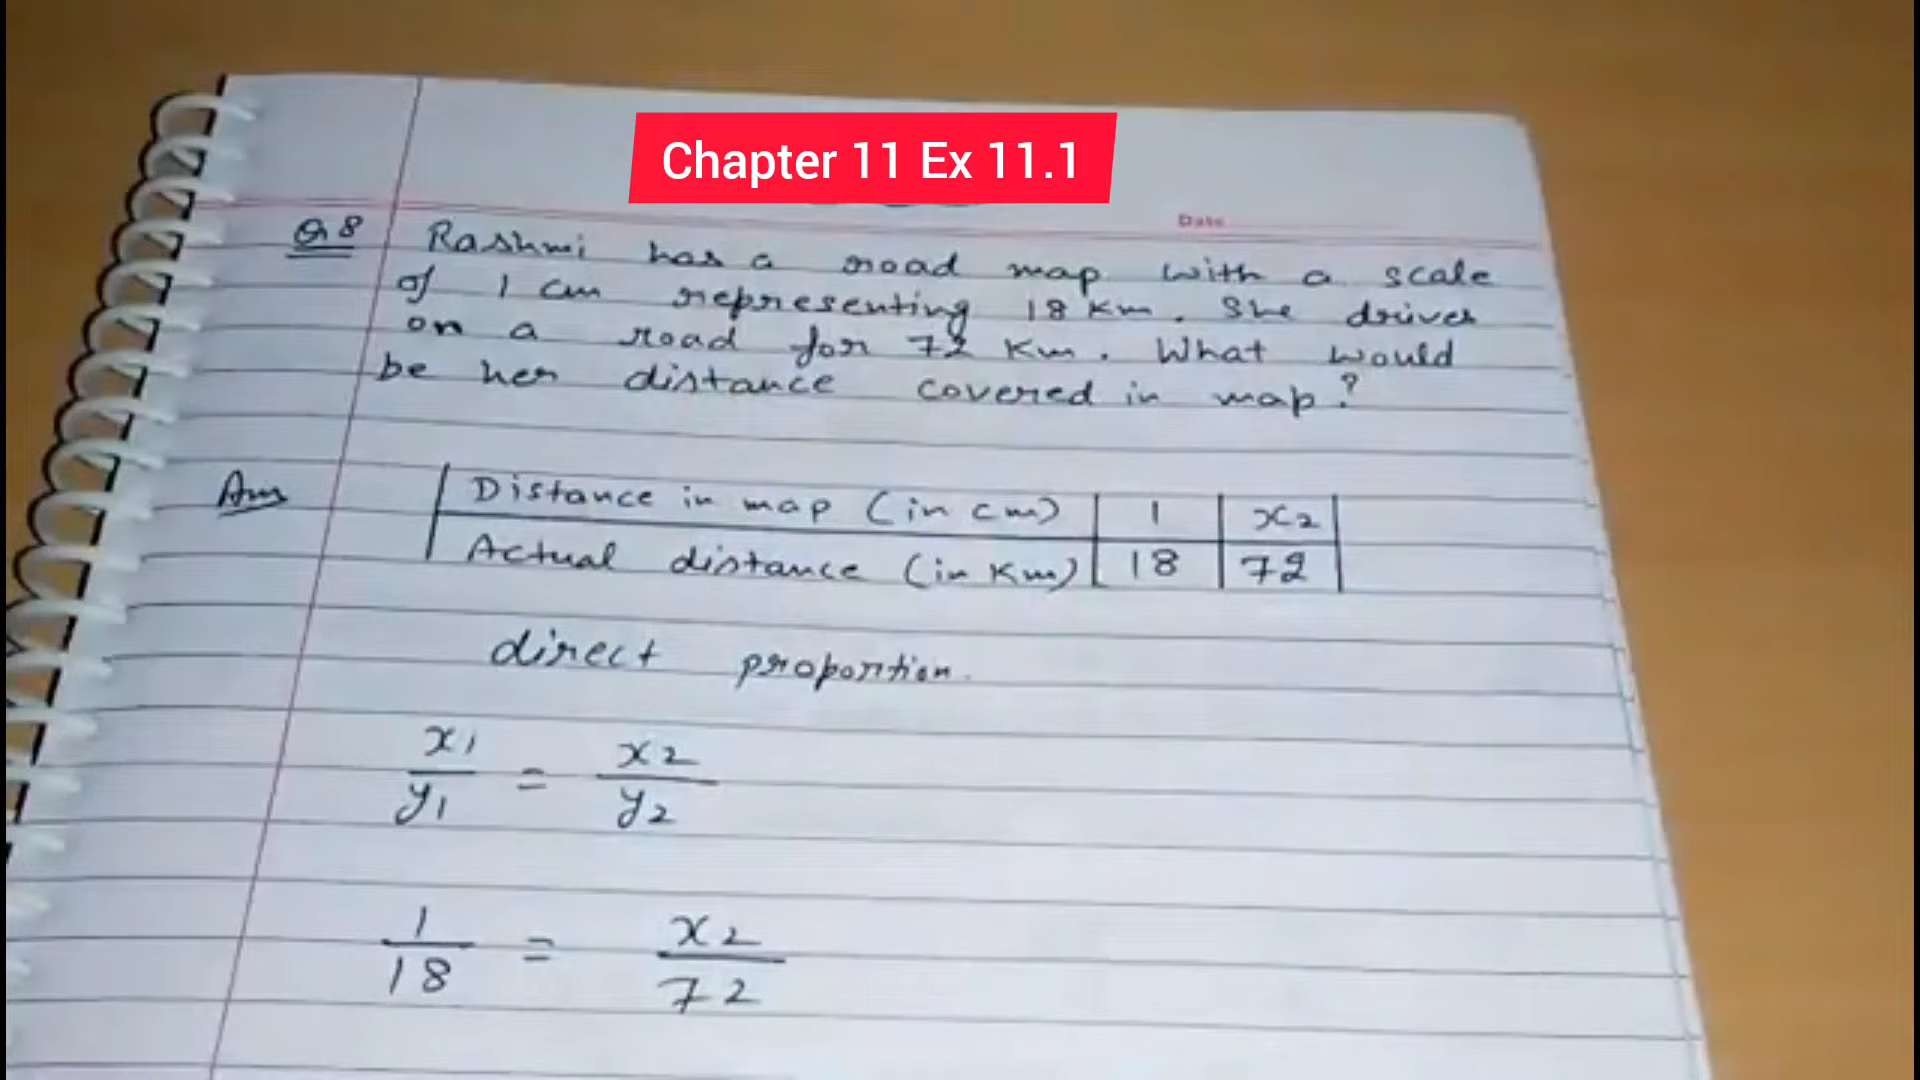 Chapter 11 Ex 11.1
Date
Q 8 Rashmi has a road map with a scale
of 1 cm representing 18 Km. She drives
on a road for 72 Km. What would
be her distance covered in map?
Ans Distance in map (in cm) 1 x2
Actual distance (in Km) 18 72
direct proportion.
x1/y1 = x2/y2
1/18 = x2/72